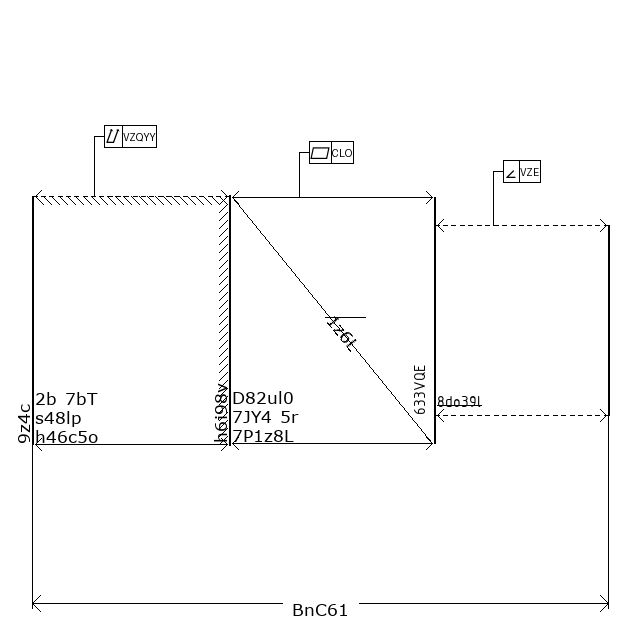 VZQYY
CLO
VZE
1z6L
633VQE
8do39l
2b 7bT
s48lp
h46c5o
9z4c
h6i98v
D82ul0
7JY4 5r
7P1z8L
BnC61